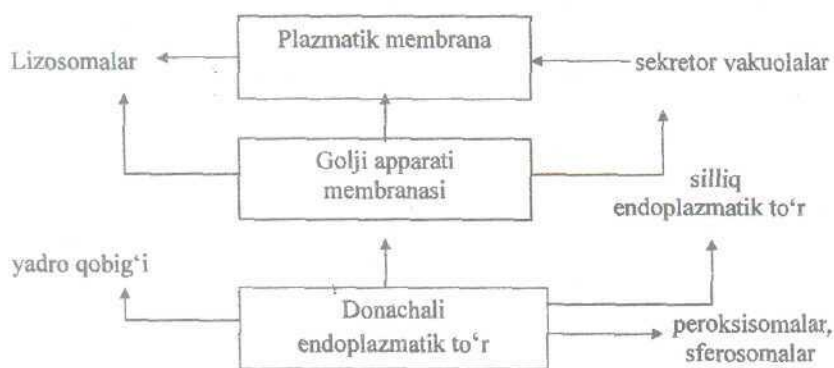 Plazmatik membrana
Lizosomalar
sekretor vakuolalar
Golji apparati
membranasi
silliq
endoplazmatik to‘r
yadro qobig‘i
Donachali
endoplazmatik to‘r
peroksisomalar,
sferosomalar